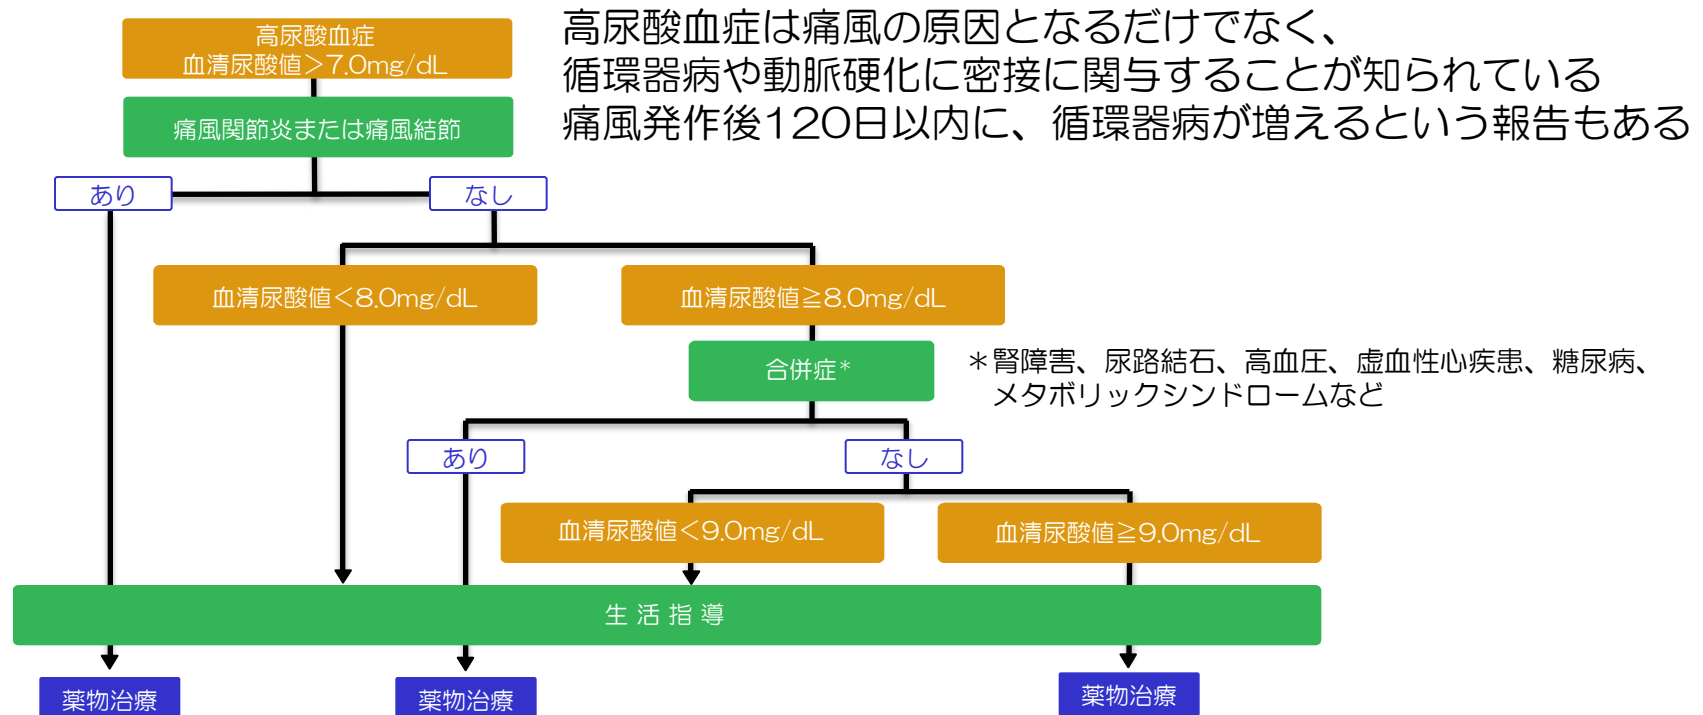 高尿酸血症は痛風の原因となるだけでなく、
循環器病や動脈硬化に密接に関与することが知られている
痛風発作後120日以内に、循環器病が増えるという報告もある
高尿酸血症
血清尿酸値＞7.0mg/dL
痛風関節炎または痛風結節
あり
なし
血清尿酸値＜8.0mg/dL
血清尿酸値≧8.0mg/dL
合併症*
＊腎障害、尿路結石、高血圧、虚血性心疾患、糖尿病、
メタボリックシンドロームなど
あり
なし
血清尿酸値＜9.0mg/dL
血清尿酸値≧9.0mg/dL
生活指導
薬物治療
薬物治療
薬物治療